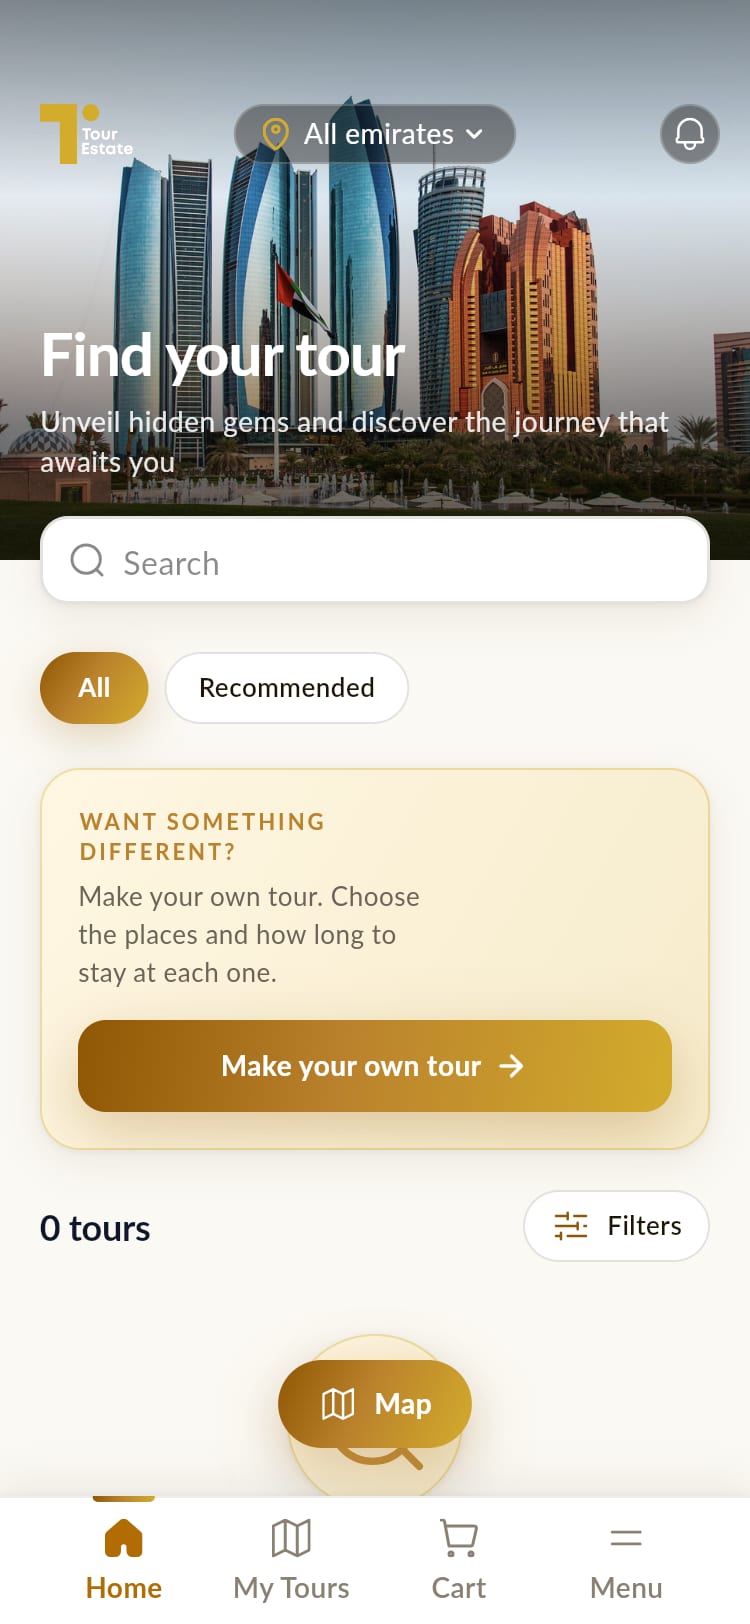 Tour
Estate
All emirates
Find your tour
Unveil hidden gems and discover the journey that
awaits you
Search
All
Recommended
WANT SOMETHING
DIFFERENT?
Make your own tour. Choose
the places and how long to
stay at each one.
Make your own tour
0 tours
Filters
Map
Home
My Tours
Cart
Menu